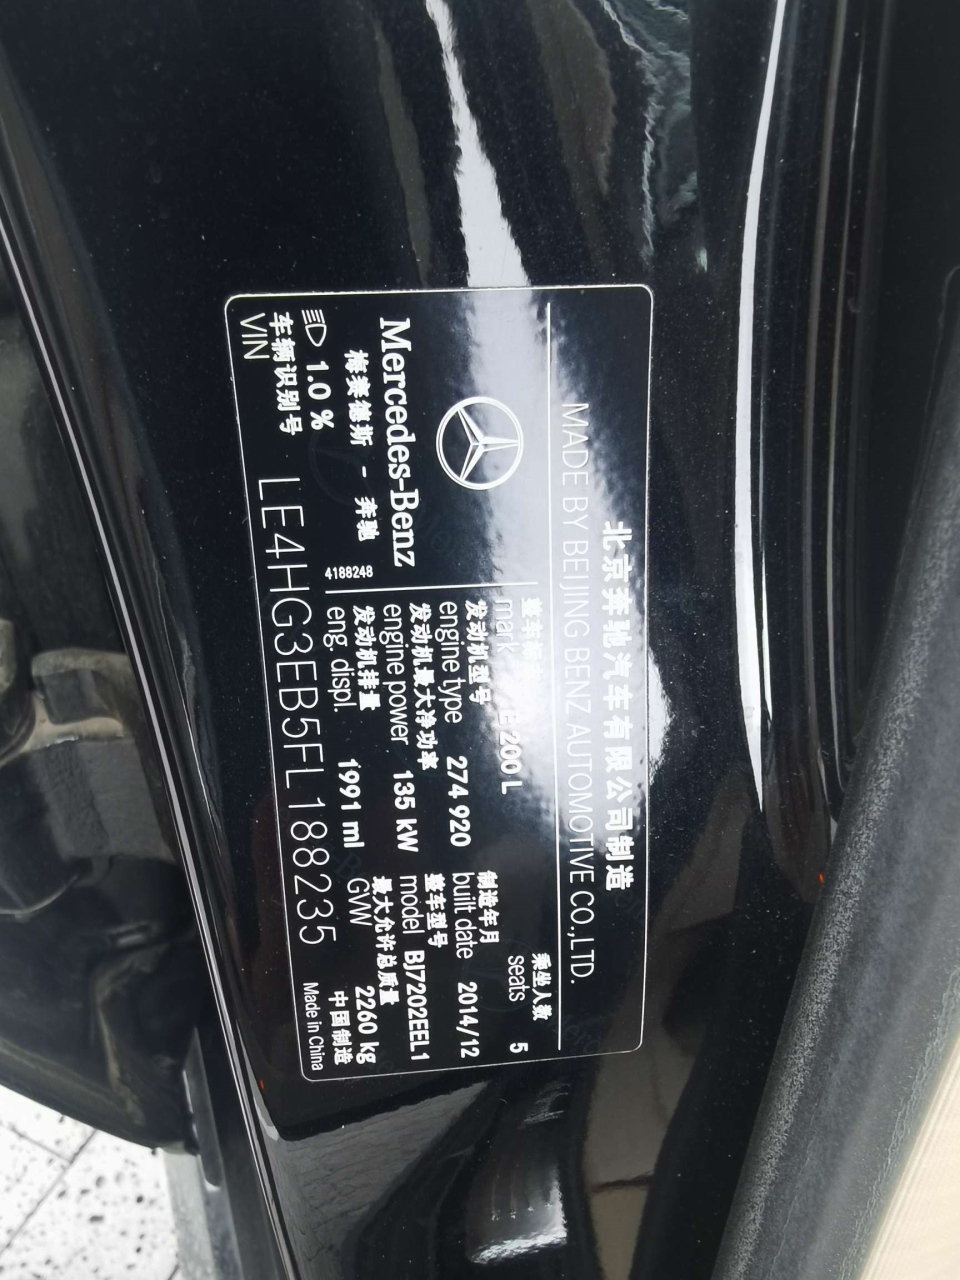 北京奔驰汽车有限公司制造
MADE BY BEIJING BENZ AUTOMOTIVE CO.,LTD.
Mercedes-Benz
梅赛德斯 - 奔驰
1.0 %
4188248
mark E 200 L
乘坐人数
seats 5
发动机型号
engine type 274 920
制造年月
built date 2014/12
发动机最大净功率
engine power 135 kW
整车型号
model BJ7202EEL1
发动机排量
eng. displ. 1991 ml
最大允许总质量
GVW 2260 kg
车辆识别号
VIN LE4HG3EB5FL188235
中国制造
Made in China